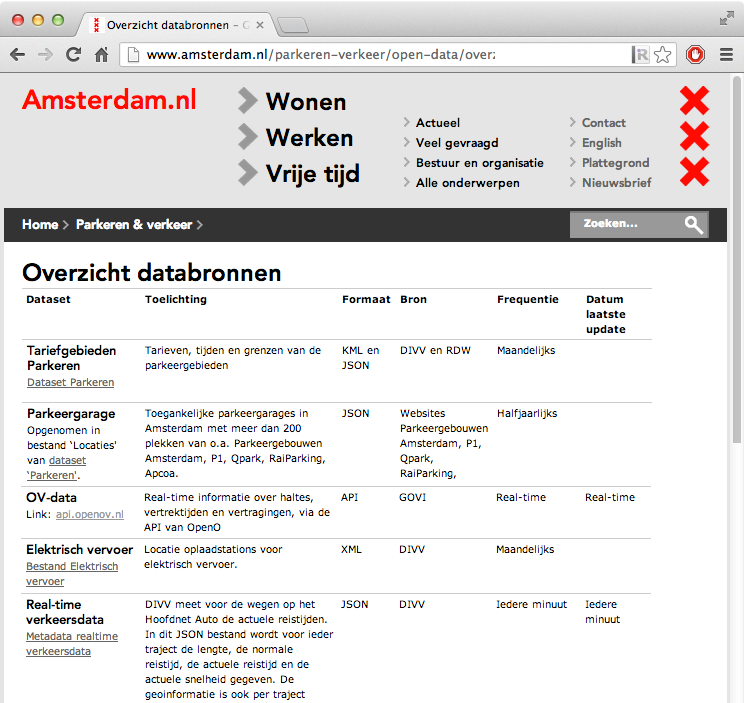 Overzicht databronnen – G
www.amsterdam.nl/parkeren-verkeer/open-data/over
Amsterdam.nl
Wonen
Werken
Vrije tijd
Actueel
Veel gevraagd
Bestuur en organisatie
Alle onderwerpen
Contact
English
Plattegrond
Nieuwsbrief
Home > Parkeren & verkeer >
Zoeken...
Overzicht databronnen
Dataset Toelichting Formaat Bron Frequentie Datum
laatste
update
Tariefgebieden
Parkeren
Dataset Parkeren
Tarieven, tijden en grenzen van de
parkeergebieden
KML en
JSON
DIVV en RDW
Maandelijks
Parkeergarage
Opgenomen in
bestand 'Locaties'
van dataset
'Parkeren'.
Toegankelijke parkeergarages in
Amsterdam met meer dan 200
plekken van o.a. Parkeergebouwen
Amsterdam, P1, Qpark, RaiParking,
Apcoa.
JSON
Websites
Parkeergebouwen
Amsterdam, P1,
Qpark,
RaiParking,
Halfjaarlijks
OV-data
Link: api.openov.nl
Real-time informatie over haltes,
vertrektijden en vertragingen, via de
API van OpenO
API
GOVI
Real-time
Real-time
Elektrisch vervoer
Bestand Elektrisch
vervoer
Locatie oplaadstations voor
elektrisch vervoer.
XML
DIVV
Maandelijks
Real-time
verkeersdata
Metadata realtime
verkeersdata
DIVV meet voor de wegen op het
Hoofdnet Auto de actuele reistijden.
In dit JSON bestand wordt voor ieder
traject de lengte, de normale
reistijd, de actuele reistijd en de
actuele snelheid gegeven. De
geoinformatie is ook per traject
JSON
DIVV
Iedere minuut
Iedere
minuut